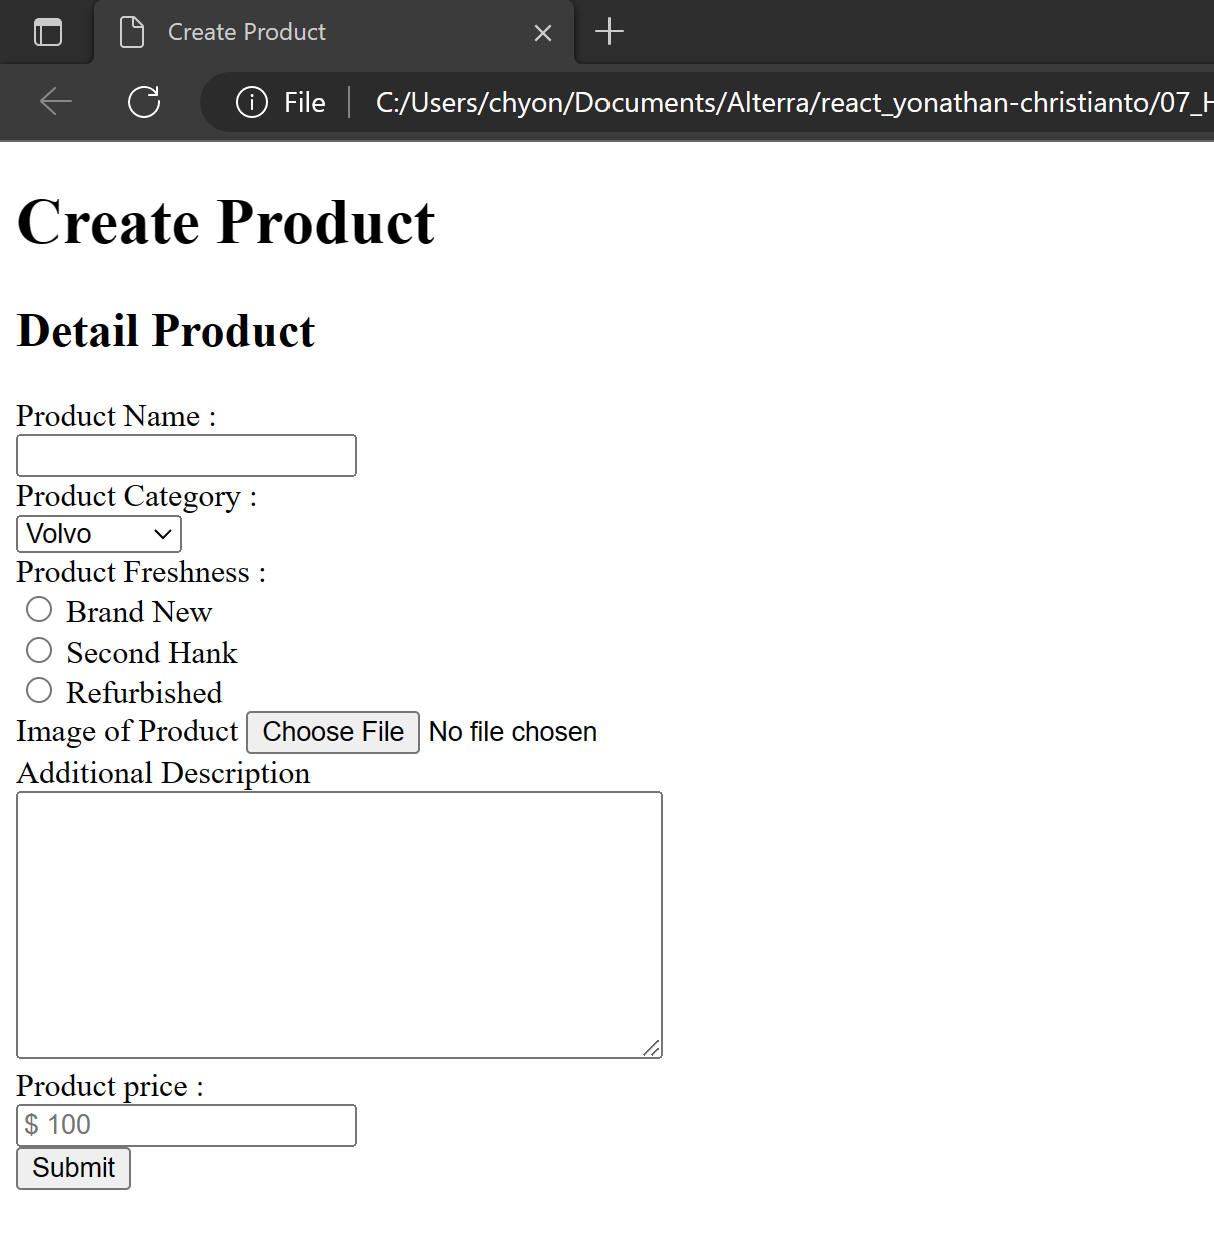 Create Product
File C:/Users/chyon/Documents/Alterra/react_yonathan-christianto/07_H
Create Product
Detail Product
Product Name :
Product Category :
Volvo
Product Freshness :
Brand New
Second Hank
Refurbished
Image of Product Choose File No file chosen
Additional Description
Product price :
$ 100
Submit